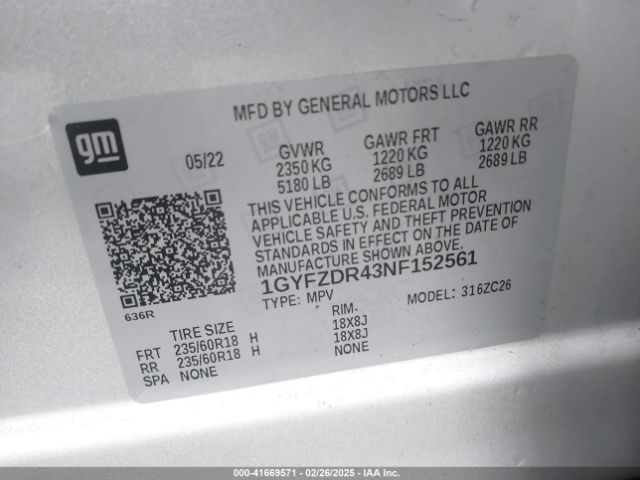 gm
MFD BY GENERAL MOTORS LLC
05/22
GVWR GAWR FRT GAWR RR
2350 KG 1220 KG 1220 KG
5180 LB 2689 LB 2689 LB
THIS VEHICLE CONFORMS TO ALL
APPLICABLE U.S. FEDERAL MOTOR
VEHICLE SAFETY AND THEFT PREVENTION
STANDARDS IN EFFECT ON THE DATE OF
MANUFACTURE SHOWN ABOVE.
1GYFZDR43NF152561
TYPE: MPV MODEL: 316ZC26
636R
TIRE SIZE RIM.
FRT 235/60R18 H 18X8J
RR 235/60R18 H 18X8J
SPA NONE NONE
000-41669571 - 02/26/2025 - IAAI Corporate